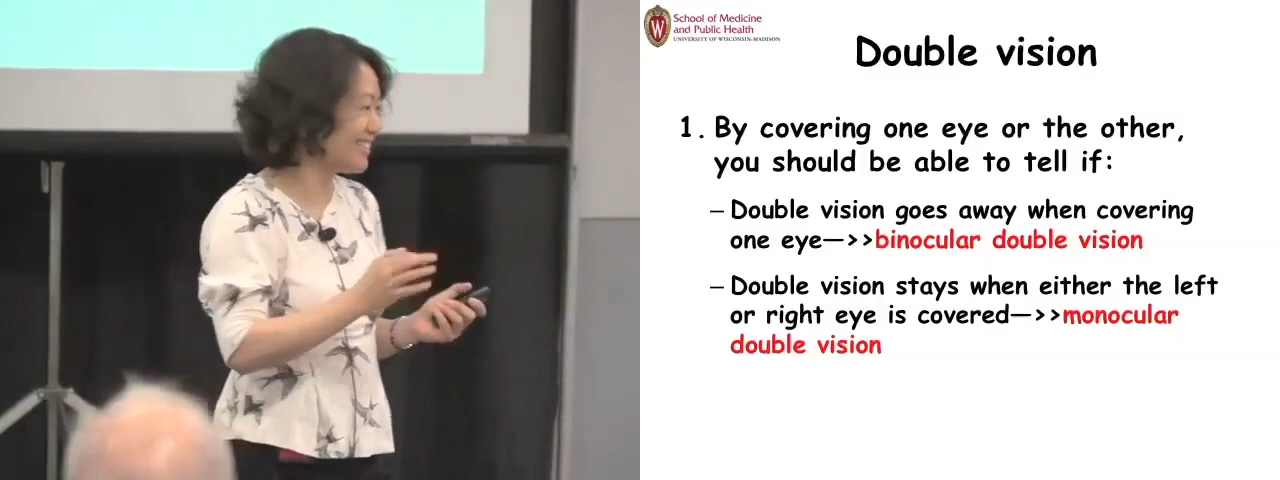 School of Medicine
and Public Health
UNIVERSITY OF WISCONSIN-MADISON
Double vision
1. By covering one eye or the other,
you should be able to tell if:
– Double vision goes away when covering
one eye—>>binocular double vision
– Double vision stays when either the left
or right eye is covered—>>monocular
double vision